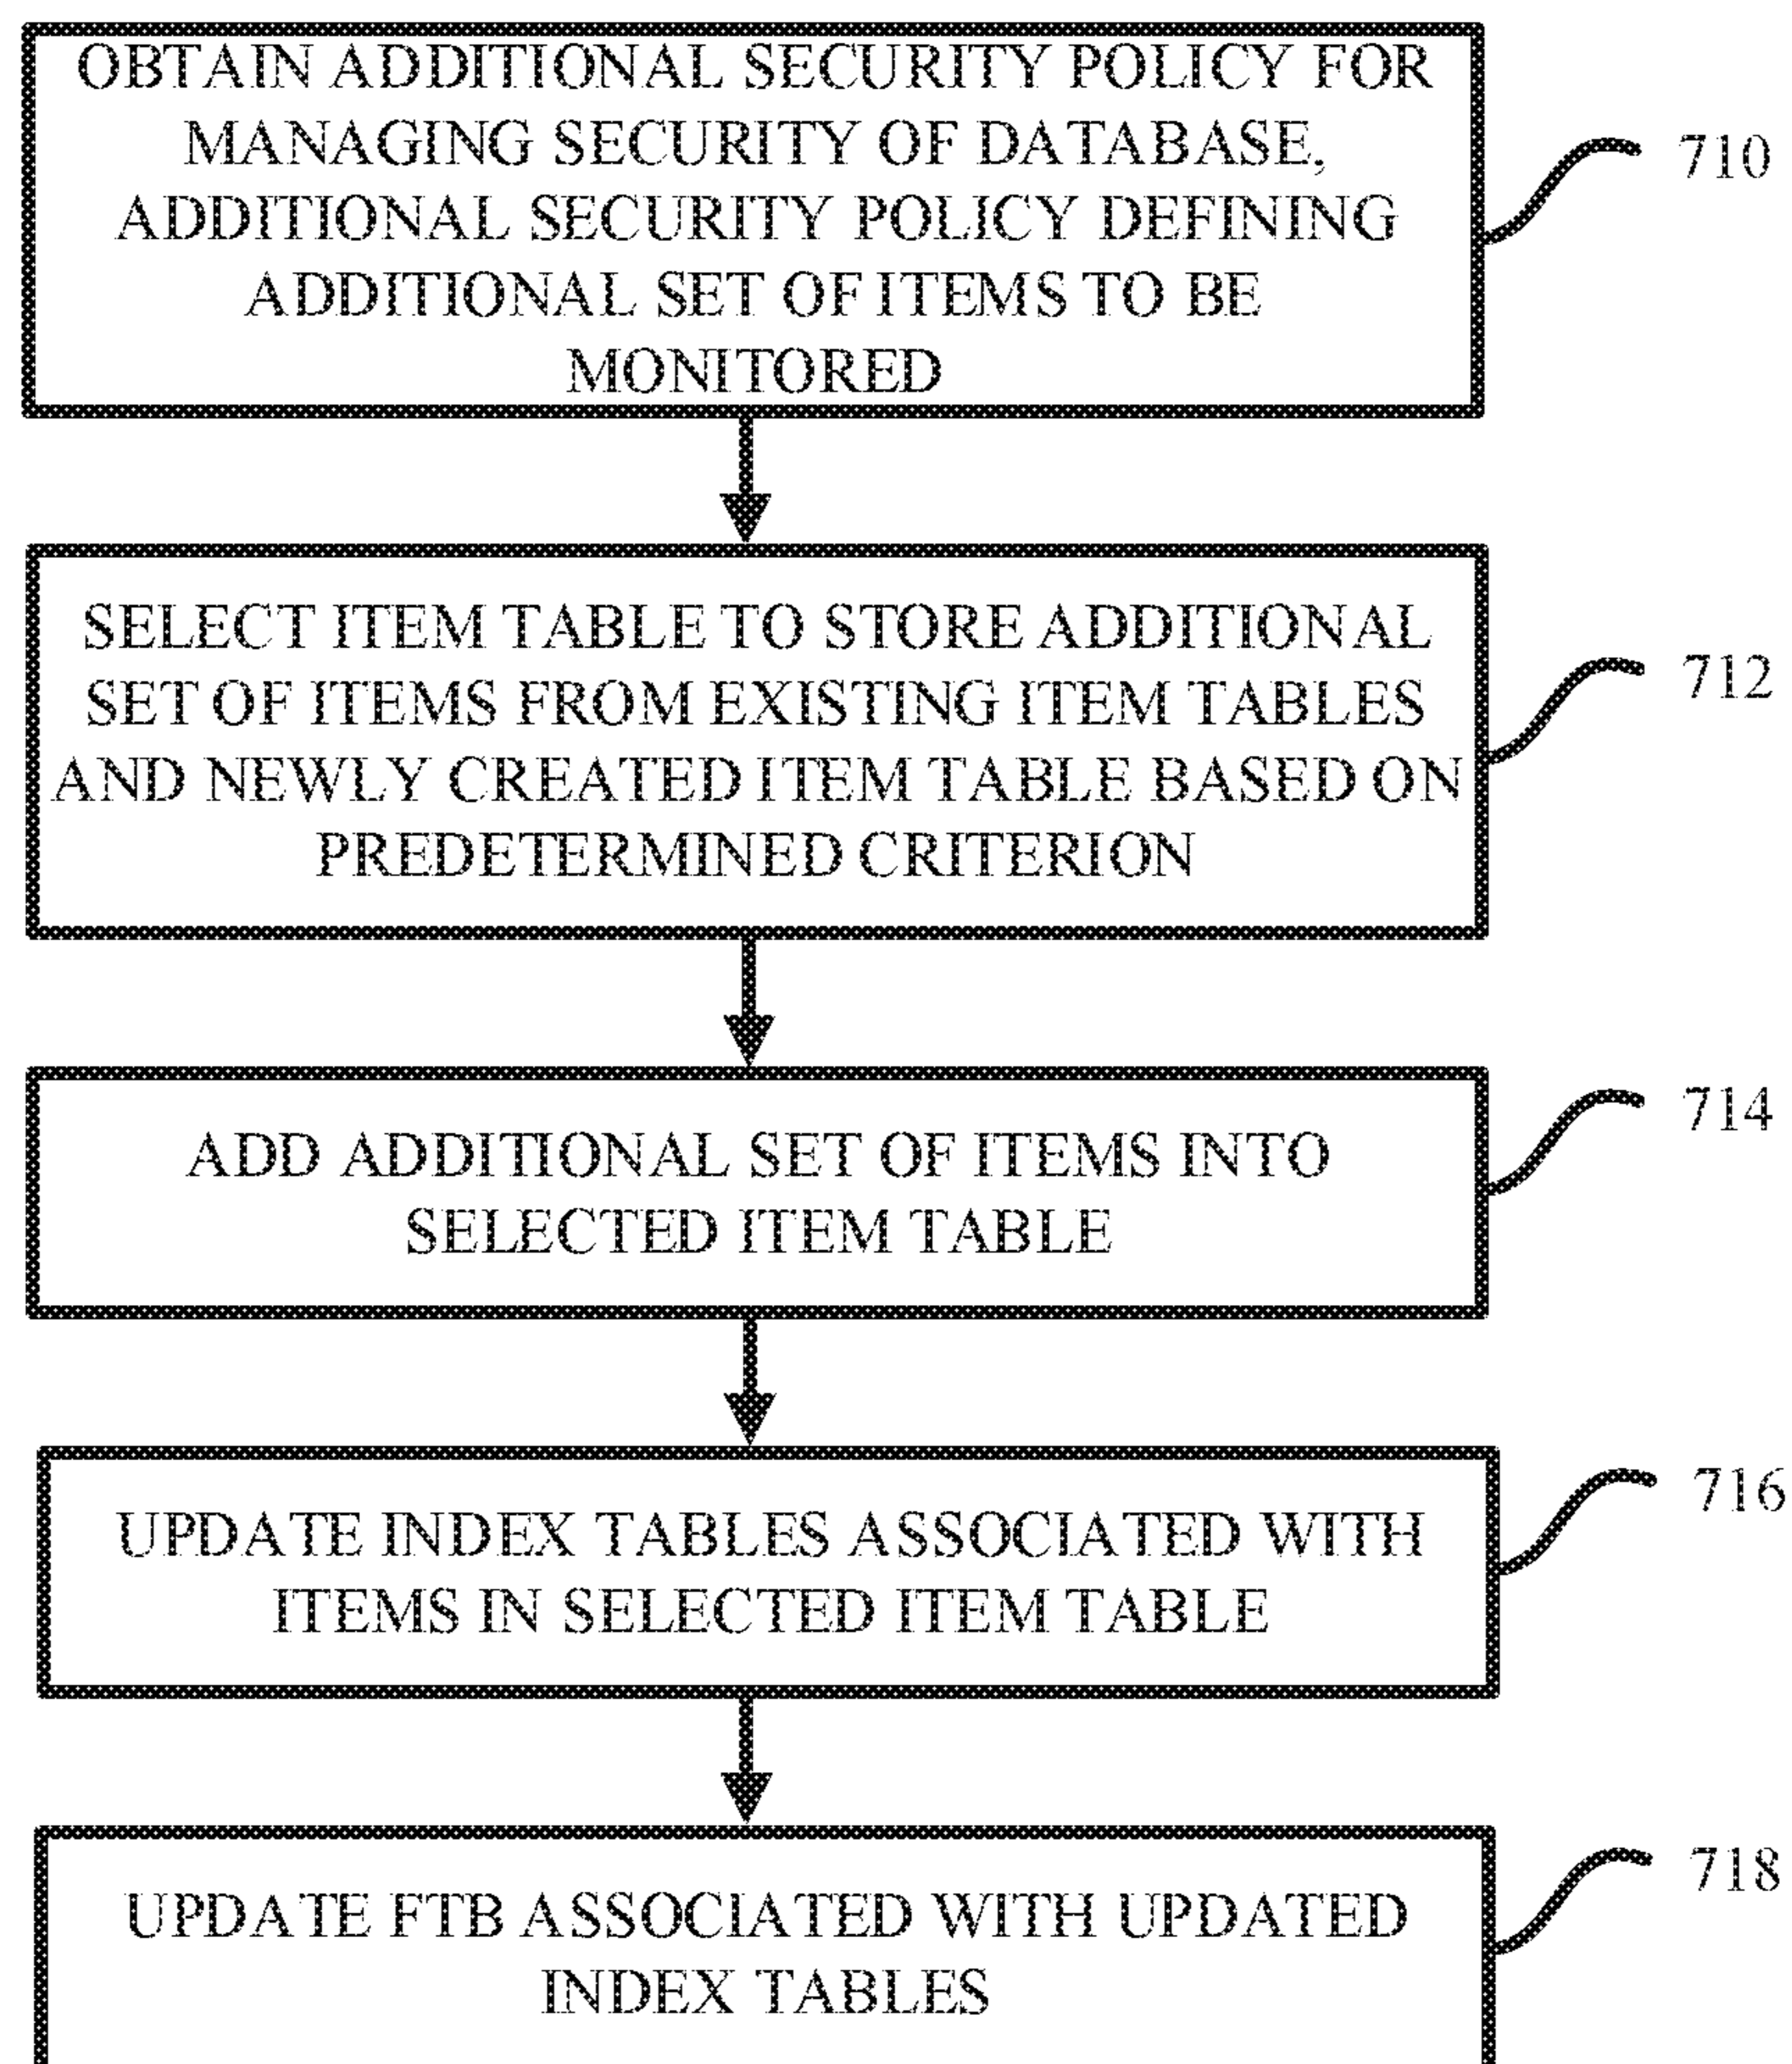 OBTAIN ADDITIONAL SECURITY POLICY FOR
MANAGING SECURITY OF DATABASE,
ADDITIONAL SECURITY POLICY DEFINING
ADDITIONAL SET OF ITEMS TO BE
MONITORED
710
SELECT ITEM TABLE TO STORE ADDITIONAL
SET OF ITEMS FROM EXISTING ITEM TABLES
AND NEWLY CREATED ITEM TABLE BASED ON
PREDETERMINED CRITERION
712
ADD ADDITIONAL SET OF ITEMS INTO
SELECTED ITEM TABLE
714
UPDATE INDEX TABLES ASSOCIATED WITH
ITEMS IN SELECTED ITEM TABLE
716
UPDATE FTB ASSOCIATED WITH UPDATED
INDEX TABLES
718